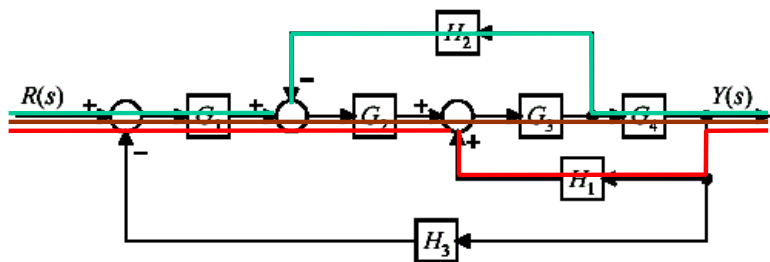 H₂
−
R(s) + G₁ + G₂ + G₃ G₄ Y(s)
− +
H₁
H₃